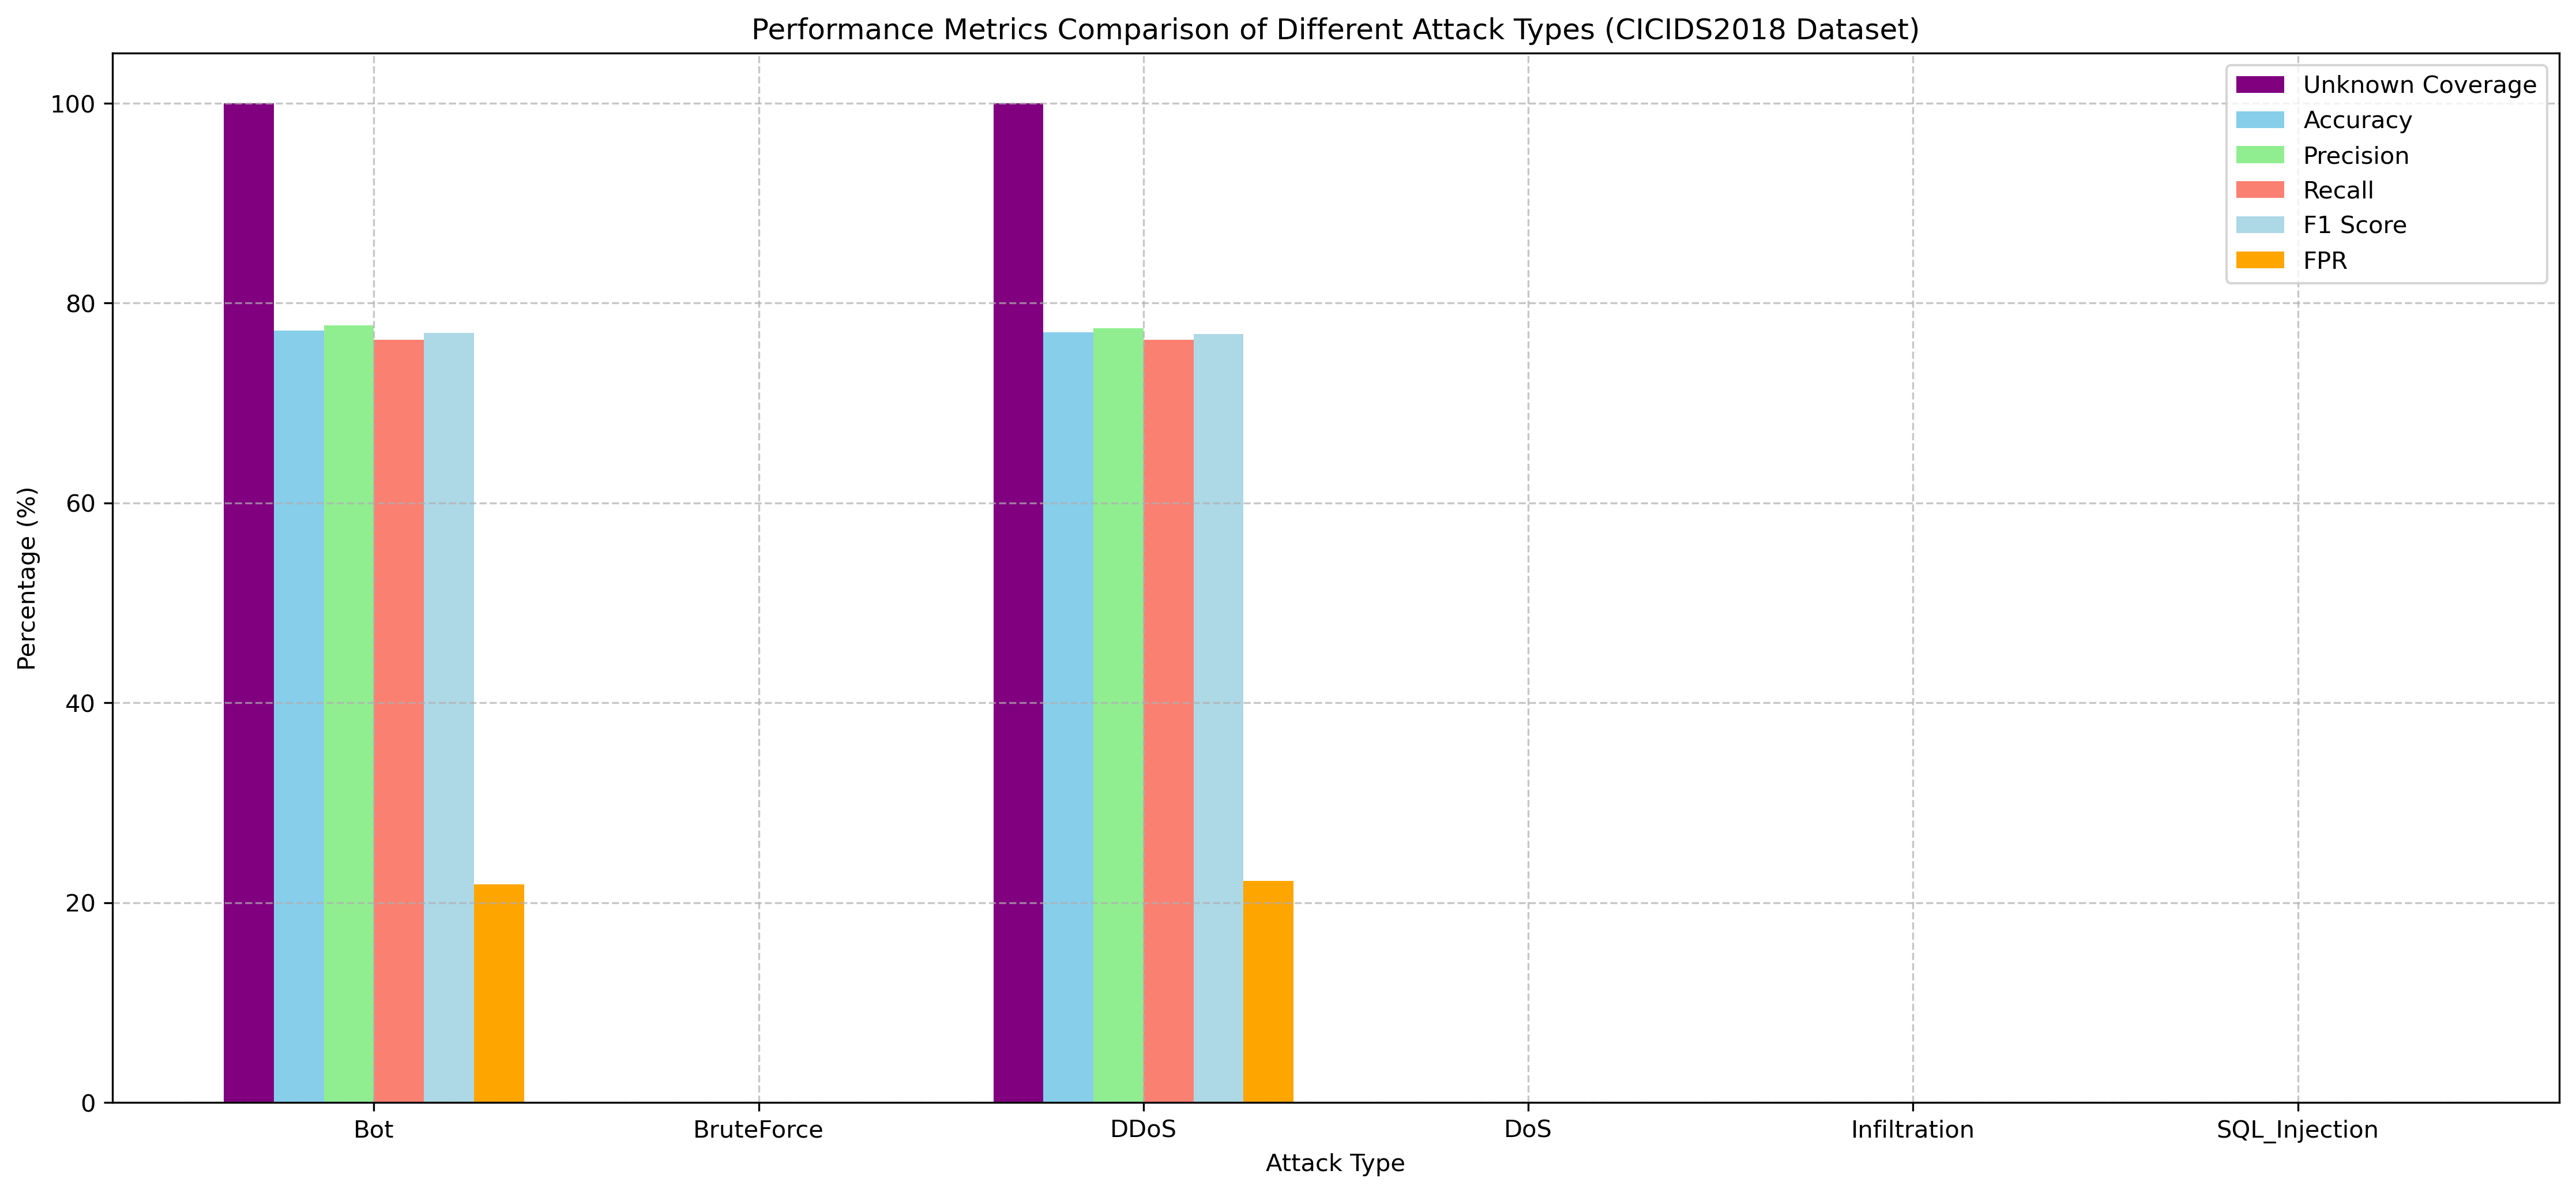 Performance Metrics Comparison of Different Attack Types (CICIDS2018 Dataset)
Unknown Coverage
Accuracy
Precision
Recall
F1 Score
FPR
100
80
60
40
20
0
Percentage (%)
Bot BruteForce DDoS DoS Infiltration SQL_Injection
Attack Type